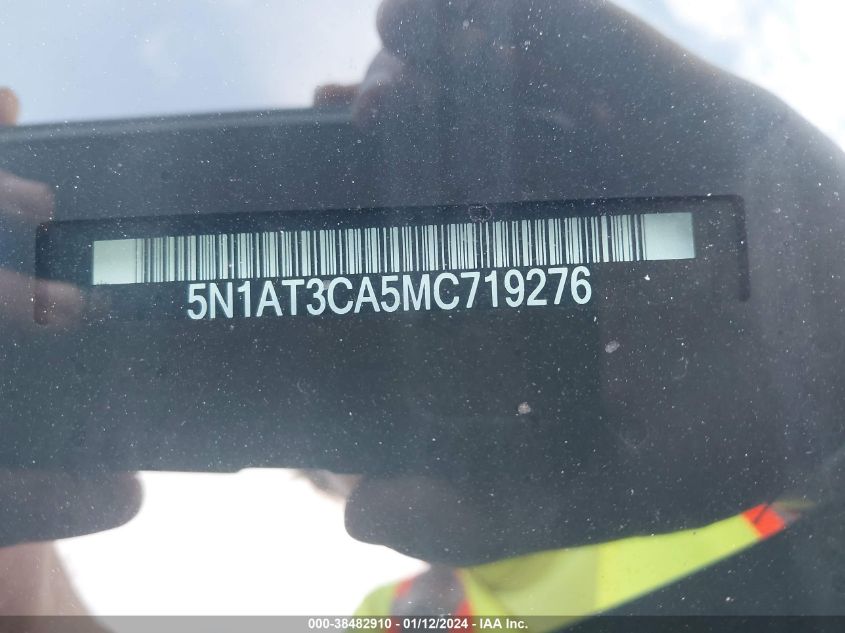 5N1AT3CA5MC719276
000-38482910 - 01/12/2024 - IAA Inc.